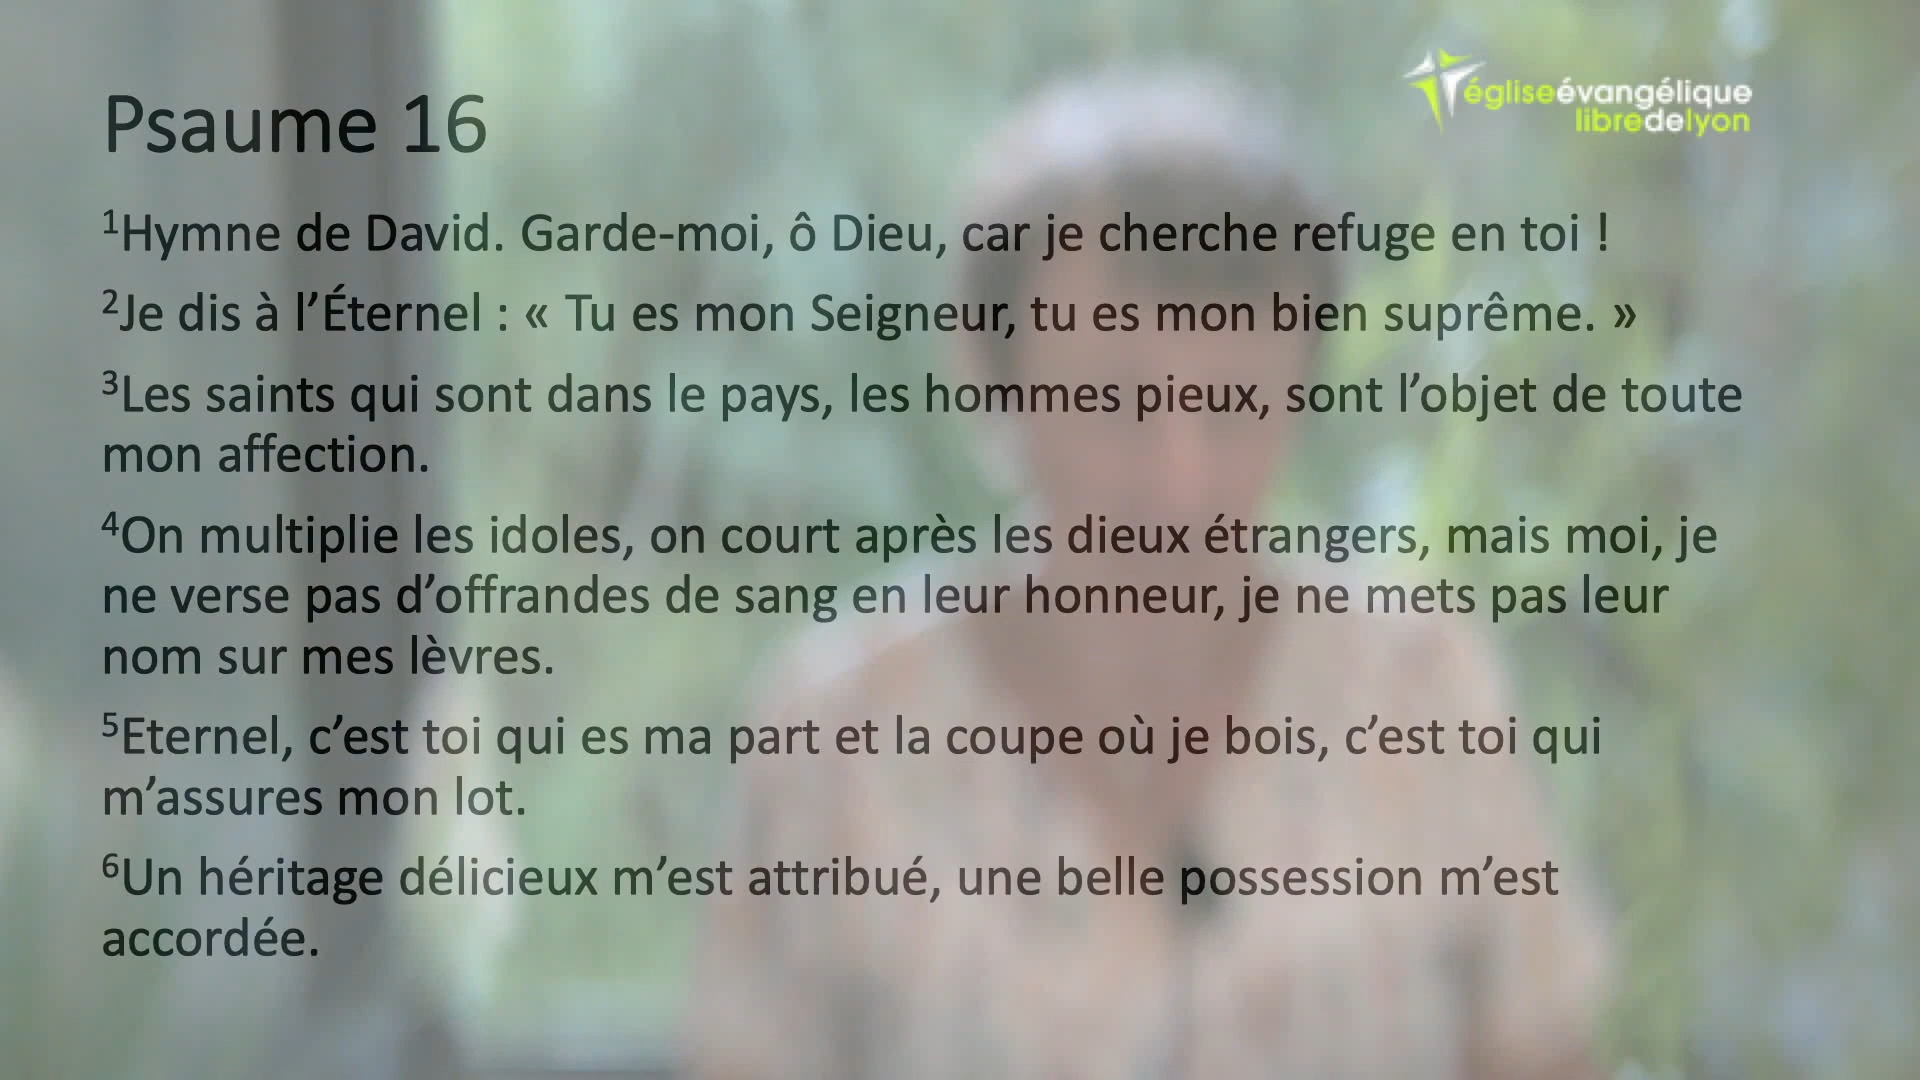 égliseévangélique
libredelyon
Psaume 16
¹Hymne de David. Garde-moi, ô Dieu, car je cherche refuge en toi !
²Je dis à l’Éternel : « Tu es mon Seigneur, tu es mon bien suprême. »
³Les saints qui sont dans le pays, les hommes pieux, sont l’objet de toute
mon affection.
⁴On multiplie les idoles, on court après les dieux étrangers, mais moi, je
ne verse pas d’offrandes de sang en leur honneur, je ne mets pas leur
nom sur mes lèvres.
⁵Eternel, c’est toi qui es ma part et la coupe où je bois, c’est toi qui
m’assures mon lot.
⁶Un héritage délicieux m’est attribué, une belle possession m’est
accordée.